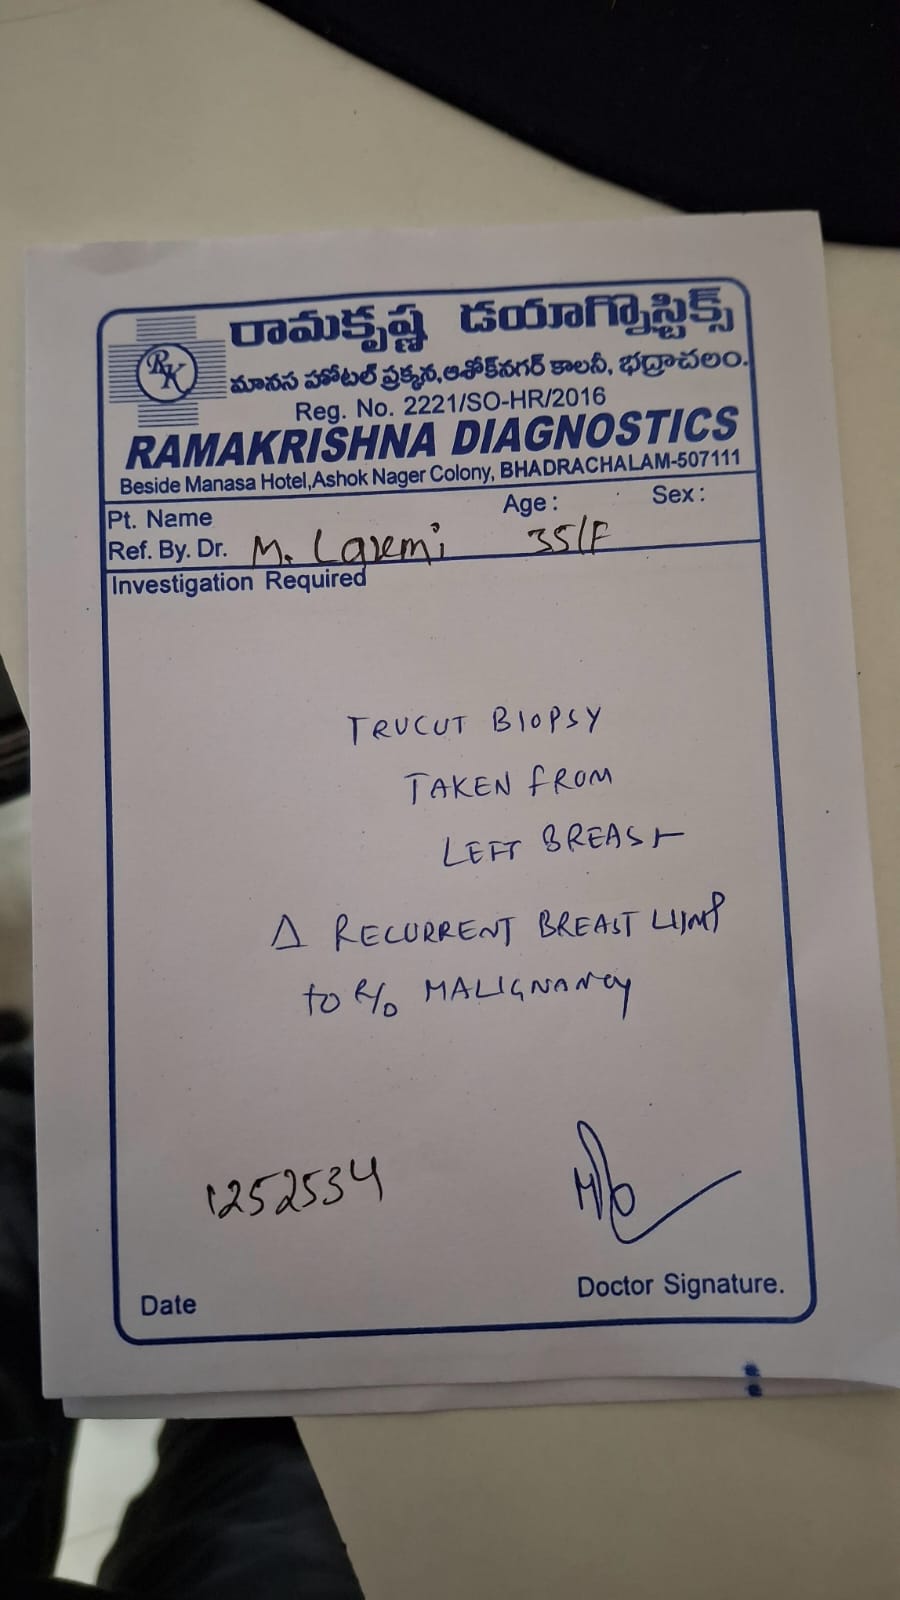 రామకృష్ణ డయాగ్నొస్టిక్స్
మానస హోటల్ ప్రక్కన,అశోక్‌నగర్ కాలనీ, భద్రాచలం.
RK
Reg. No. 2221/SO-HR/2016
RAMAKRISHNA DIAGNOSTICS
Beside Manasa Hotel,Ashok Nager Colony, BHADRACHALAM-507111
Pt. Name Age : Sex :
Ref. By. Dr. M. Laxmi 35/F
Investigation Required
TRUCUT BIOPSY
TAKEN FROM
LEFT BREAST
Δ RECURRENT BREAST LUMP
to R/o MALIGNANCY
1252534
Doctor Signature.
Date